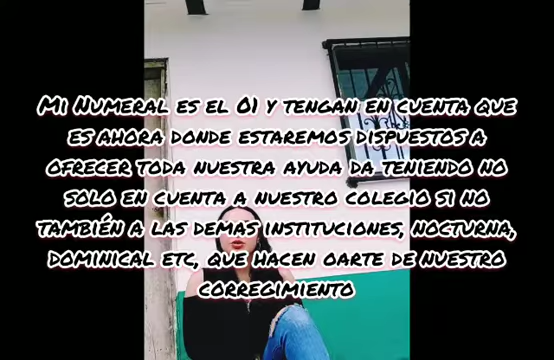 Mi Numeral es el 01 y tengan en cuenta que
es ahora donde estaremos dispuestos a
ofrecer toda nuestra ayuda da teniendo no
solo en cuenta a nuestro colegio si no
también a las demas instituciones, nocturna,
dominical etc, que hacen oarte de nuestro
corregimiento